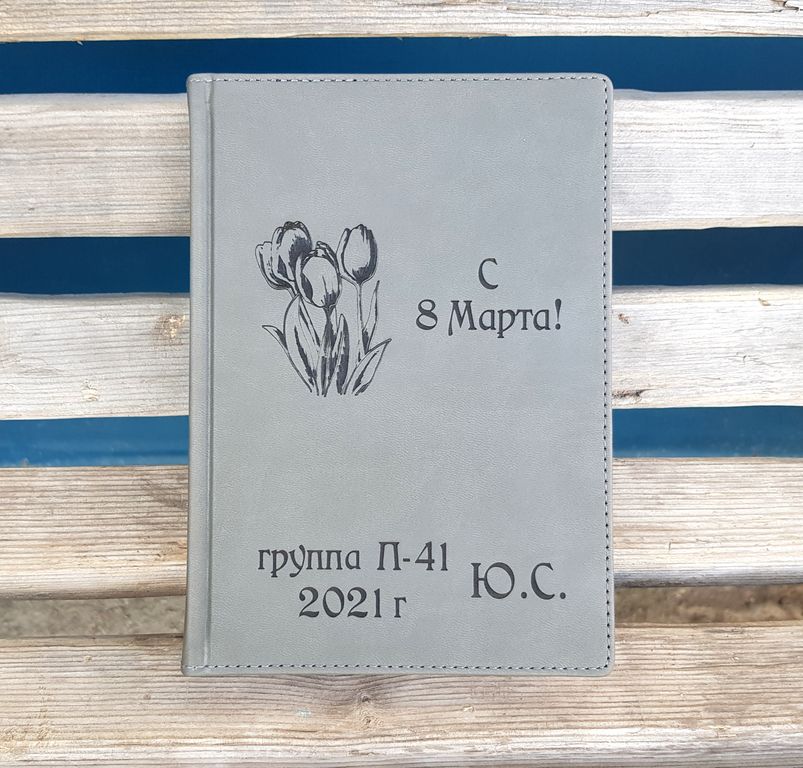 С
8 Марта!
группа П-41
2021 г
Ю.С.